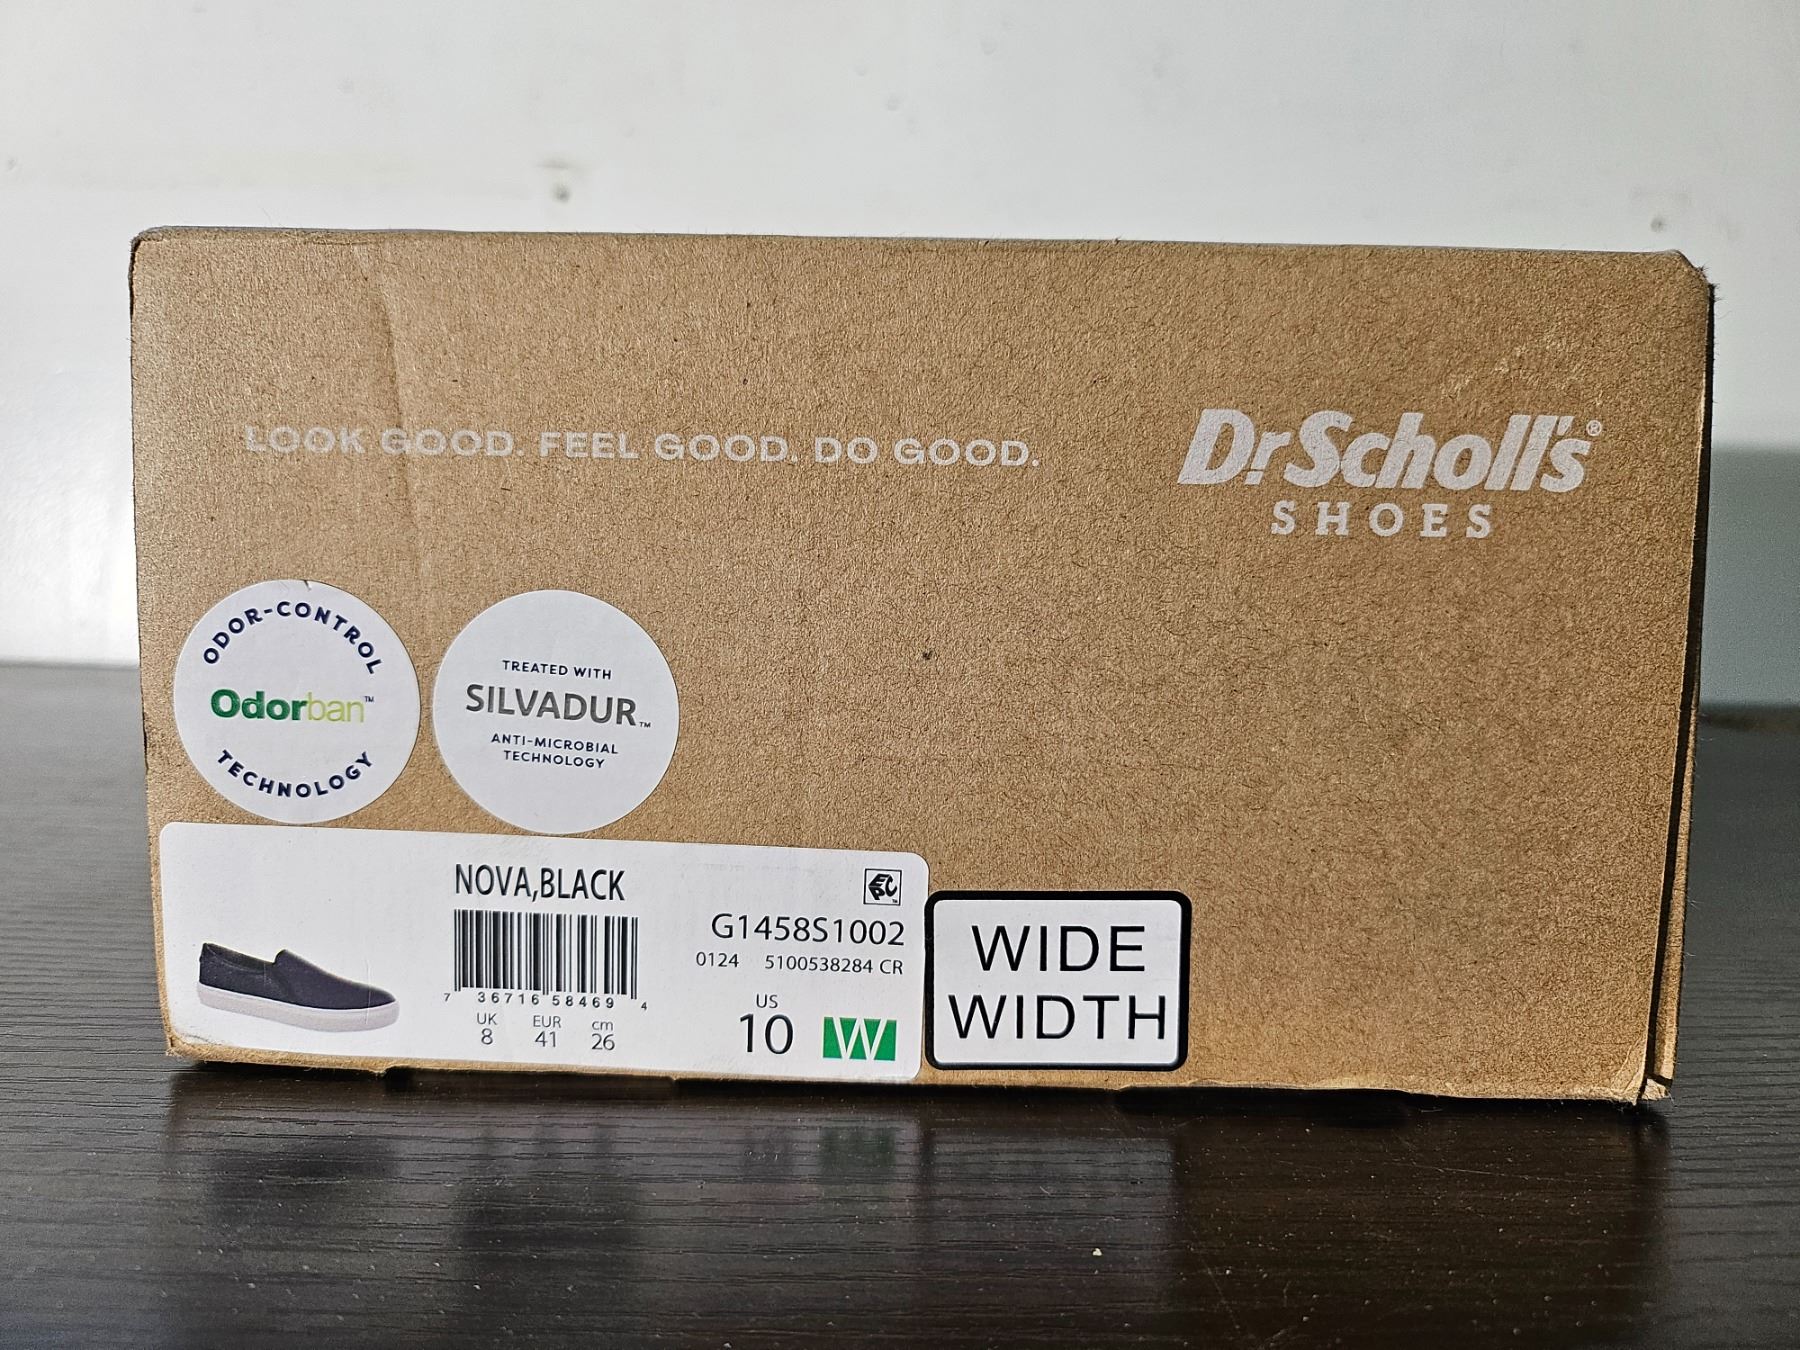 LOOK GOOD. FEEL GOOD. DO GOOD.
Dr. Scholl's®
SHOES
ODOR-CONTROL
Odorban™
TECHNOLOGY
TREATED WITH
SILVADUR™
ANTI-MICROBIAL
TECHNOLOGY
NOVA,BLACK
EPC™
G1458S1002
0124 5100538284 CR
7 36716 58469 4
UK EUR cm
8 41 26
US
10 W
WIDE
WIDTH